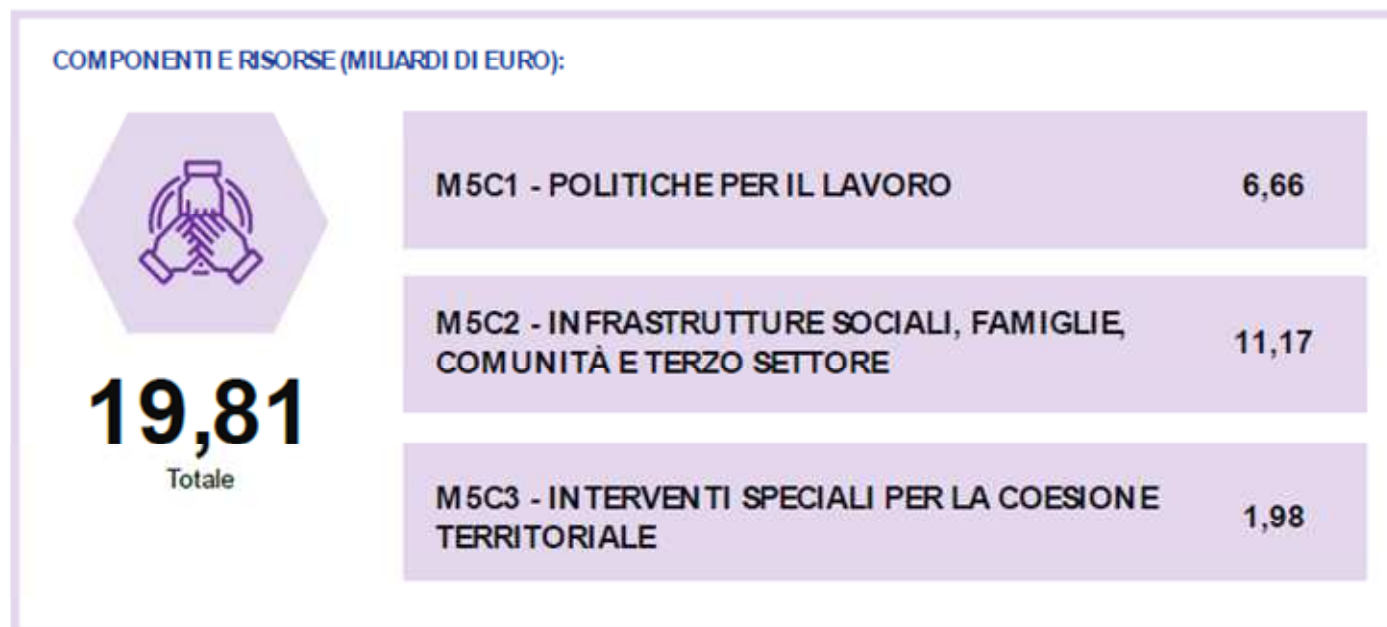 COMPONENTI E RISORSE (MILIARDI DI EURO):
M5C1 - POLITICHE PER IL LAVORO 6,66
M5C2 - INFRASTRUTTURE SOCIALI, FAMIGLIE,
COMUNITÀ E TERZO SETTORE 11,17
19,81
Totale
M5C3 - INTERVENTI SPECIALI PER LA COESIONE
TERRITORIALE 1,98